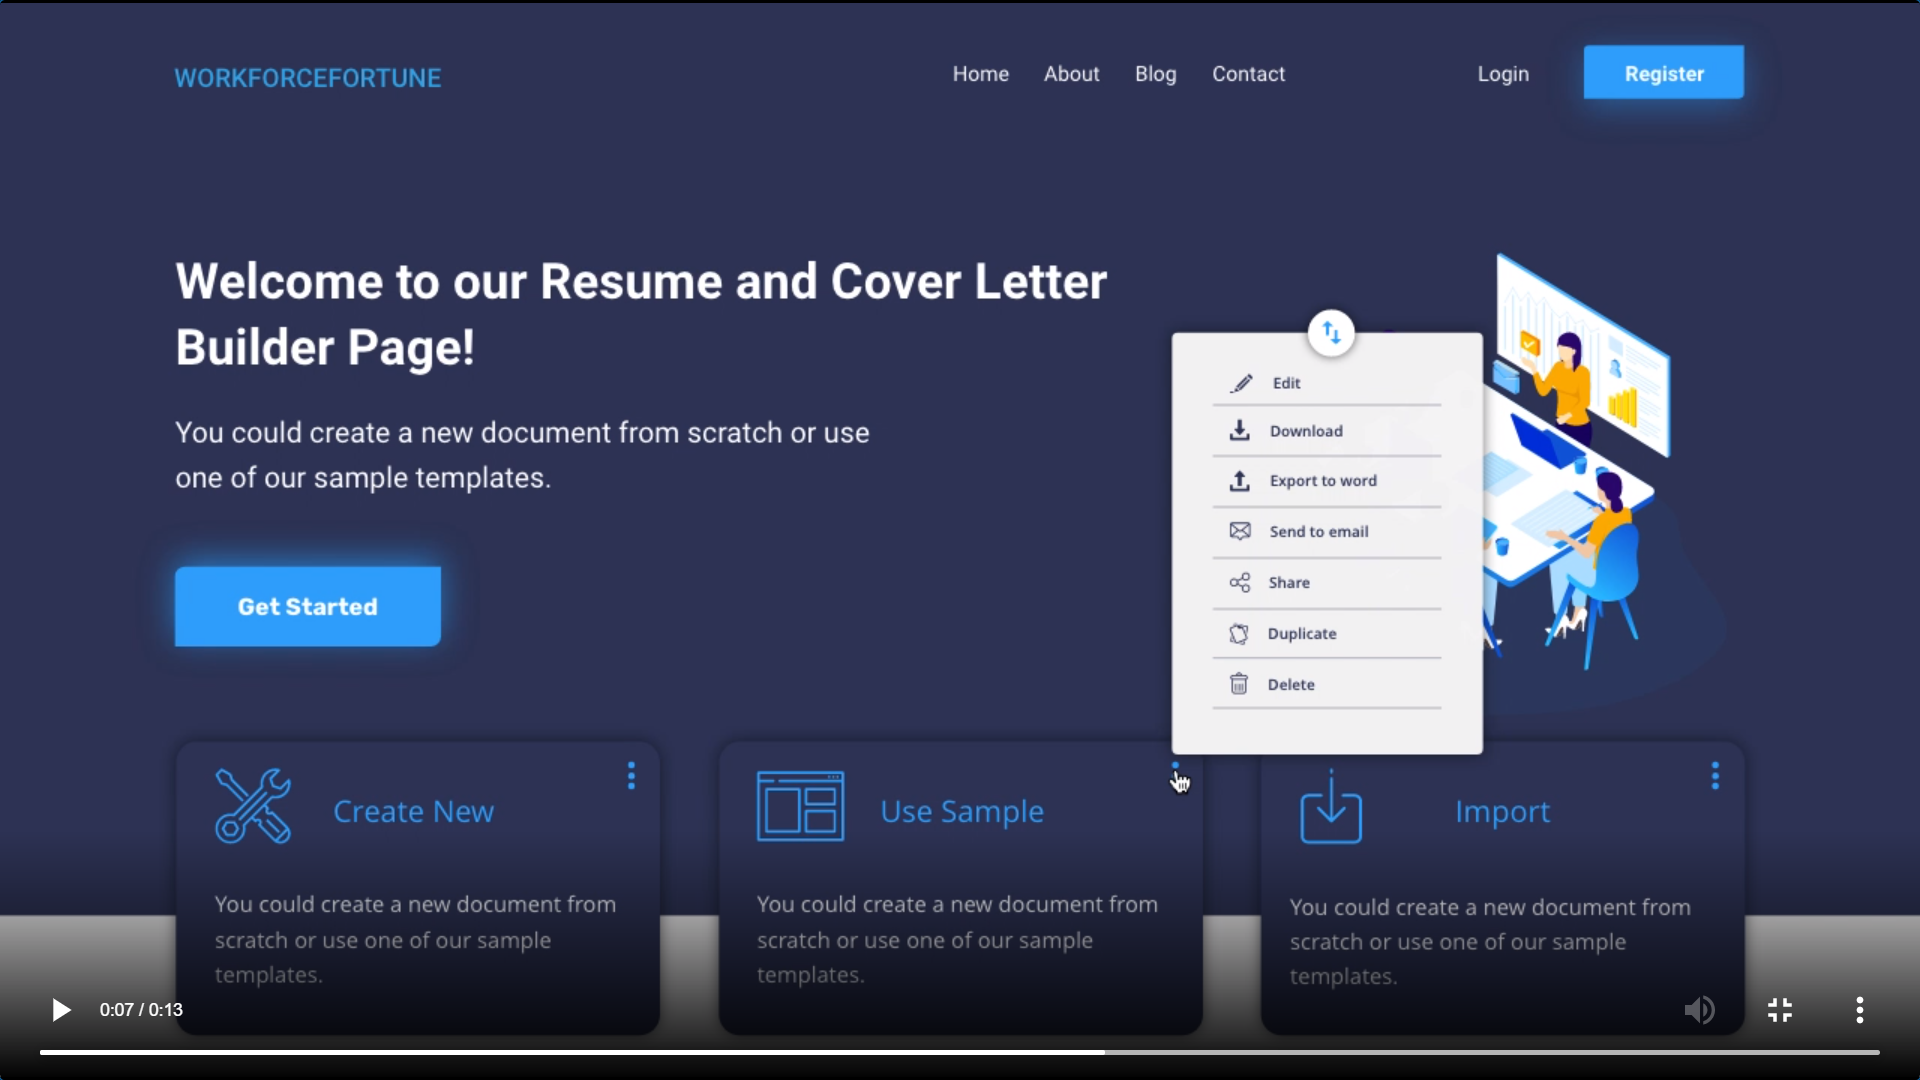 WORKFORCEFORTUNE
Home About Blog Contact Login Register
Welcome to our Resume and Cover Letter
Builder Page!
You could create a new document from scratch or use
one of our sample templates.
Get Started
Edit
Download
Export to word
Send to email
Share
Duplicate
Delete
Create New
You could create a new document from
scratch or use one of our sample
templates.
Use Sample
You could create a new document from
scratch or use one of our sample
templates.
Import
You could create a new document from
scratch or use one of our sample
templates.
0:07 / 0:13